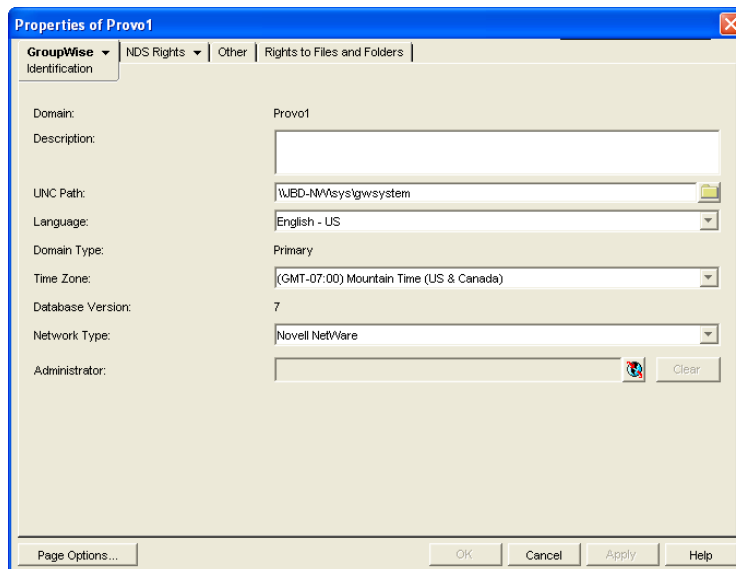 Properties of Provo1
GroupWise NDS Rights Other Rights to Files and Folders
Identification
Domain: Provo1
Description:
UNC Path: \\JBD-NW\sys\gwsystem
Language: English - US
Domain Type: Primary
Time Zone: (GMT-07:00) Mountain Time (US & Canada)
Database Version: 7
Network Type: Novell NetWare
Administrator: Clear
Page Options... OK Cancel Apply Help